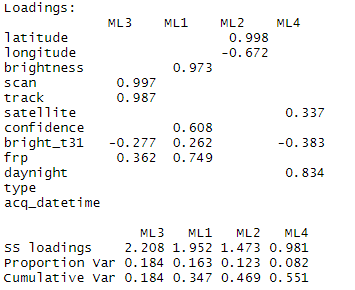 Loadings:
             ML3    ML1    ML2    ML4
latitude                    0.998
longitude                  -0.672
brightness           0.973
scan          0.997
track         0.987
satellite                          0.337
confidence           0.608
bright_t31   -0.277  0.262        -0.383
frp           0.362  0.749
daynight                           0.834
type
acq_datetime
                 ML3   ML1   ML2   ML4
SS loadings    2.208 1.952 1.473 0.981
Proportion Var 0.184 0.163 0.123 0.082
Cumulative Var 0.184 0.347 0.469 0.551